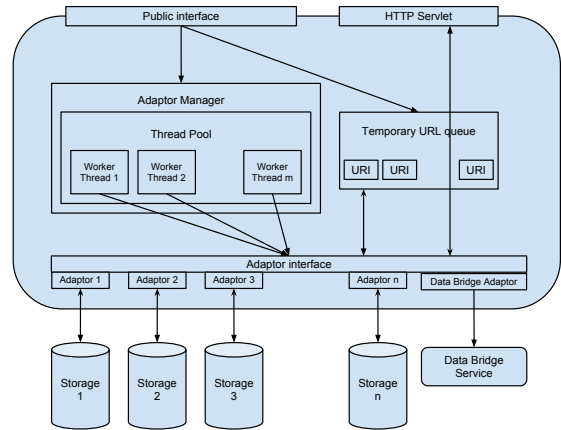 Public interface
HTTP Servlet
Adaptor Manager
Thread Pool
Worker
Thread 1
Worker
Thread 2
Worker
Thread m
Temporary URL queue
URI
URI
URI
Adaptor interface
Adaptor 1
Adaptor 2
Adaptor 3
Adaptor n
Data Bridge Adaptor
Storage
1
Storage
2
Storage
3
Storage
n
Data Bridge
Service